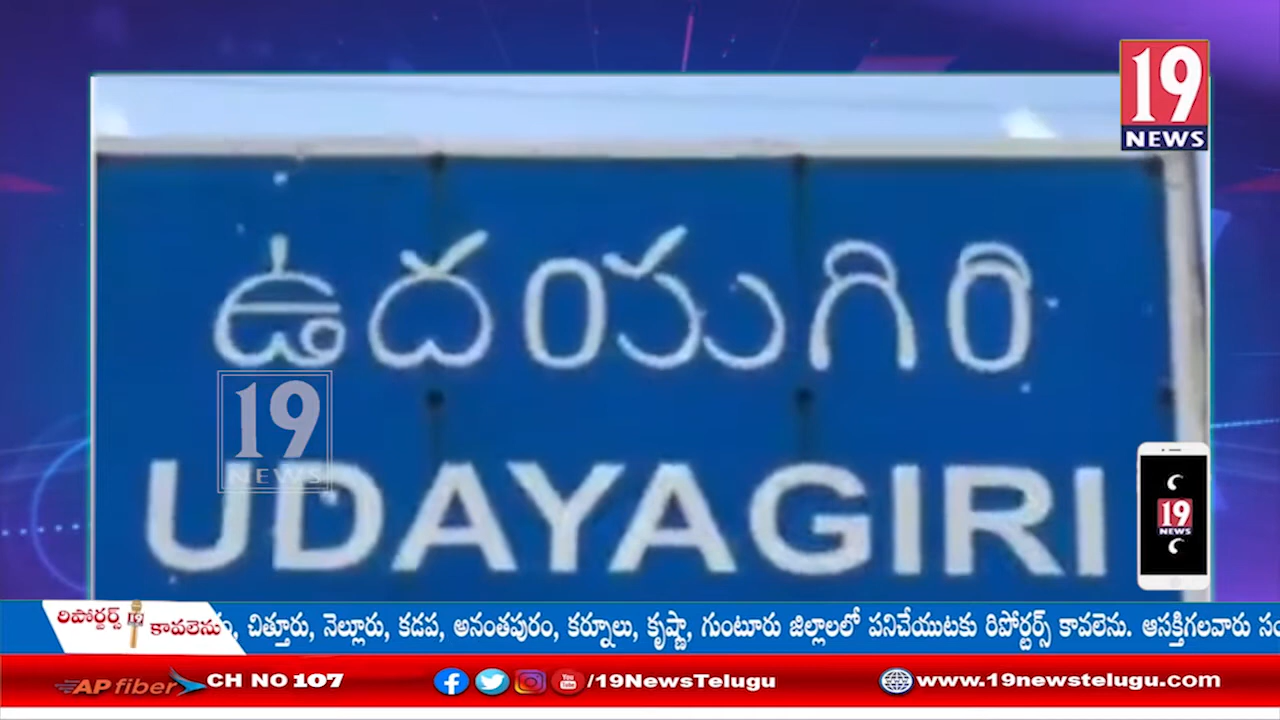 19
NEWS
ఉదయగిరి
19
NEWS
UDAYAGIRI
19
NEWS
రిపోర్టర్స్ 19 కావలెను
, చిత్తూరు, నెల్లూరు, కడప, అనంతపురం, కర్నూలు, కృష్ణా, గుంటూరు జిల్లాలలో పనిచేయుటకు రిపోర్టర్స్ కావలెను. ఆసక్తిగలవారు సం
AP fiber CH NO 107 /19NewsTelugu www.19newstelugu.com